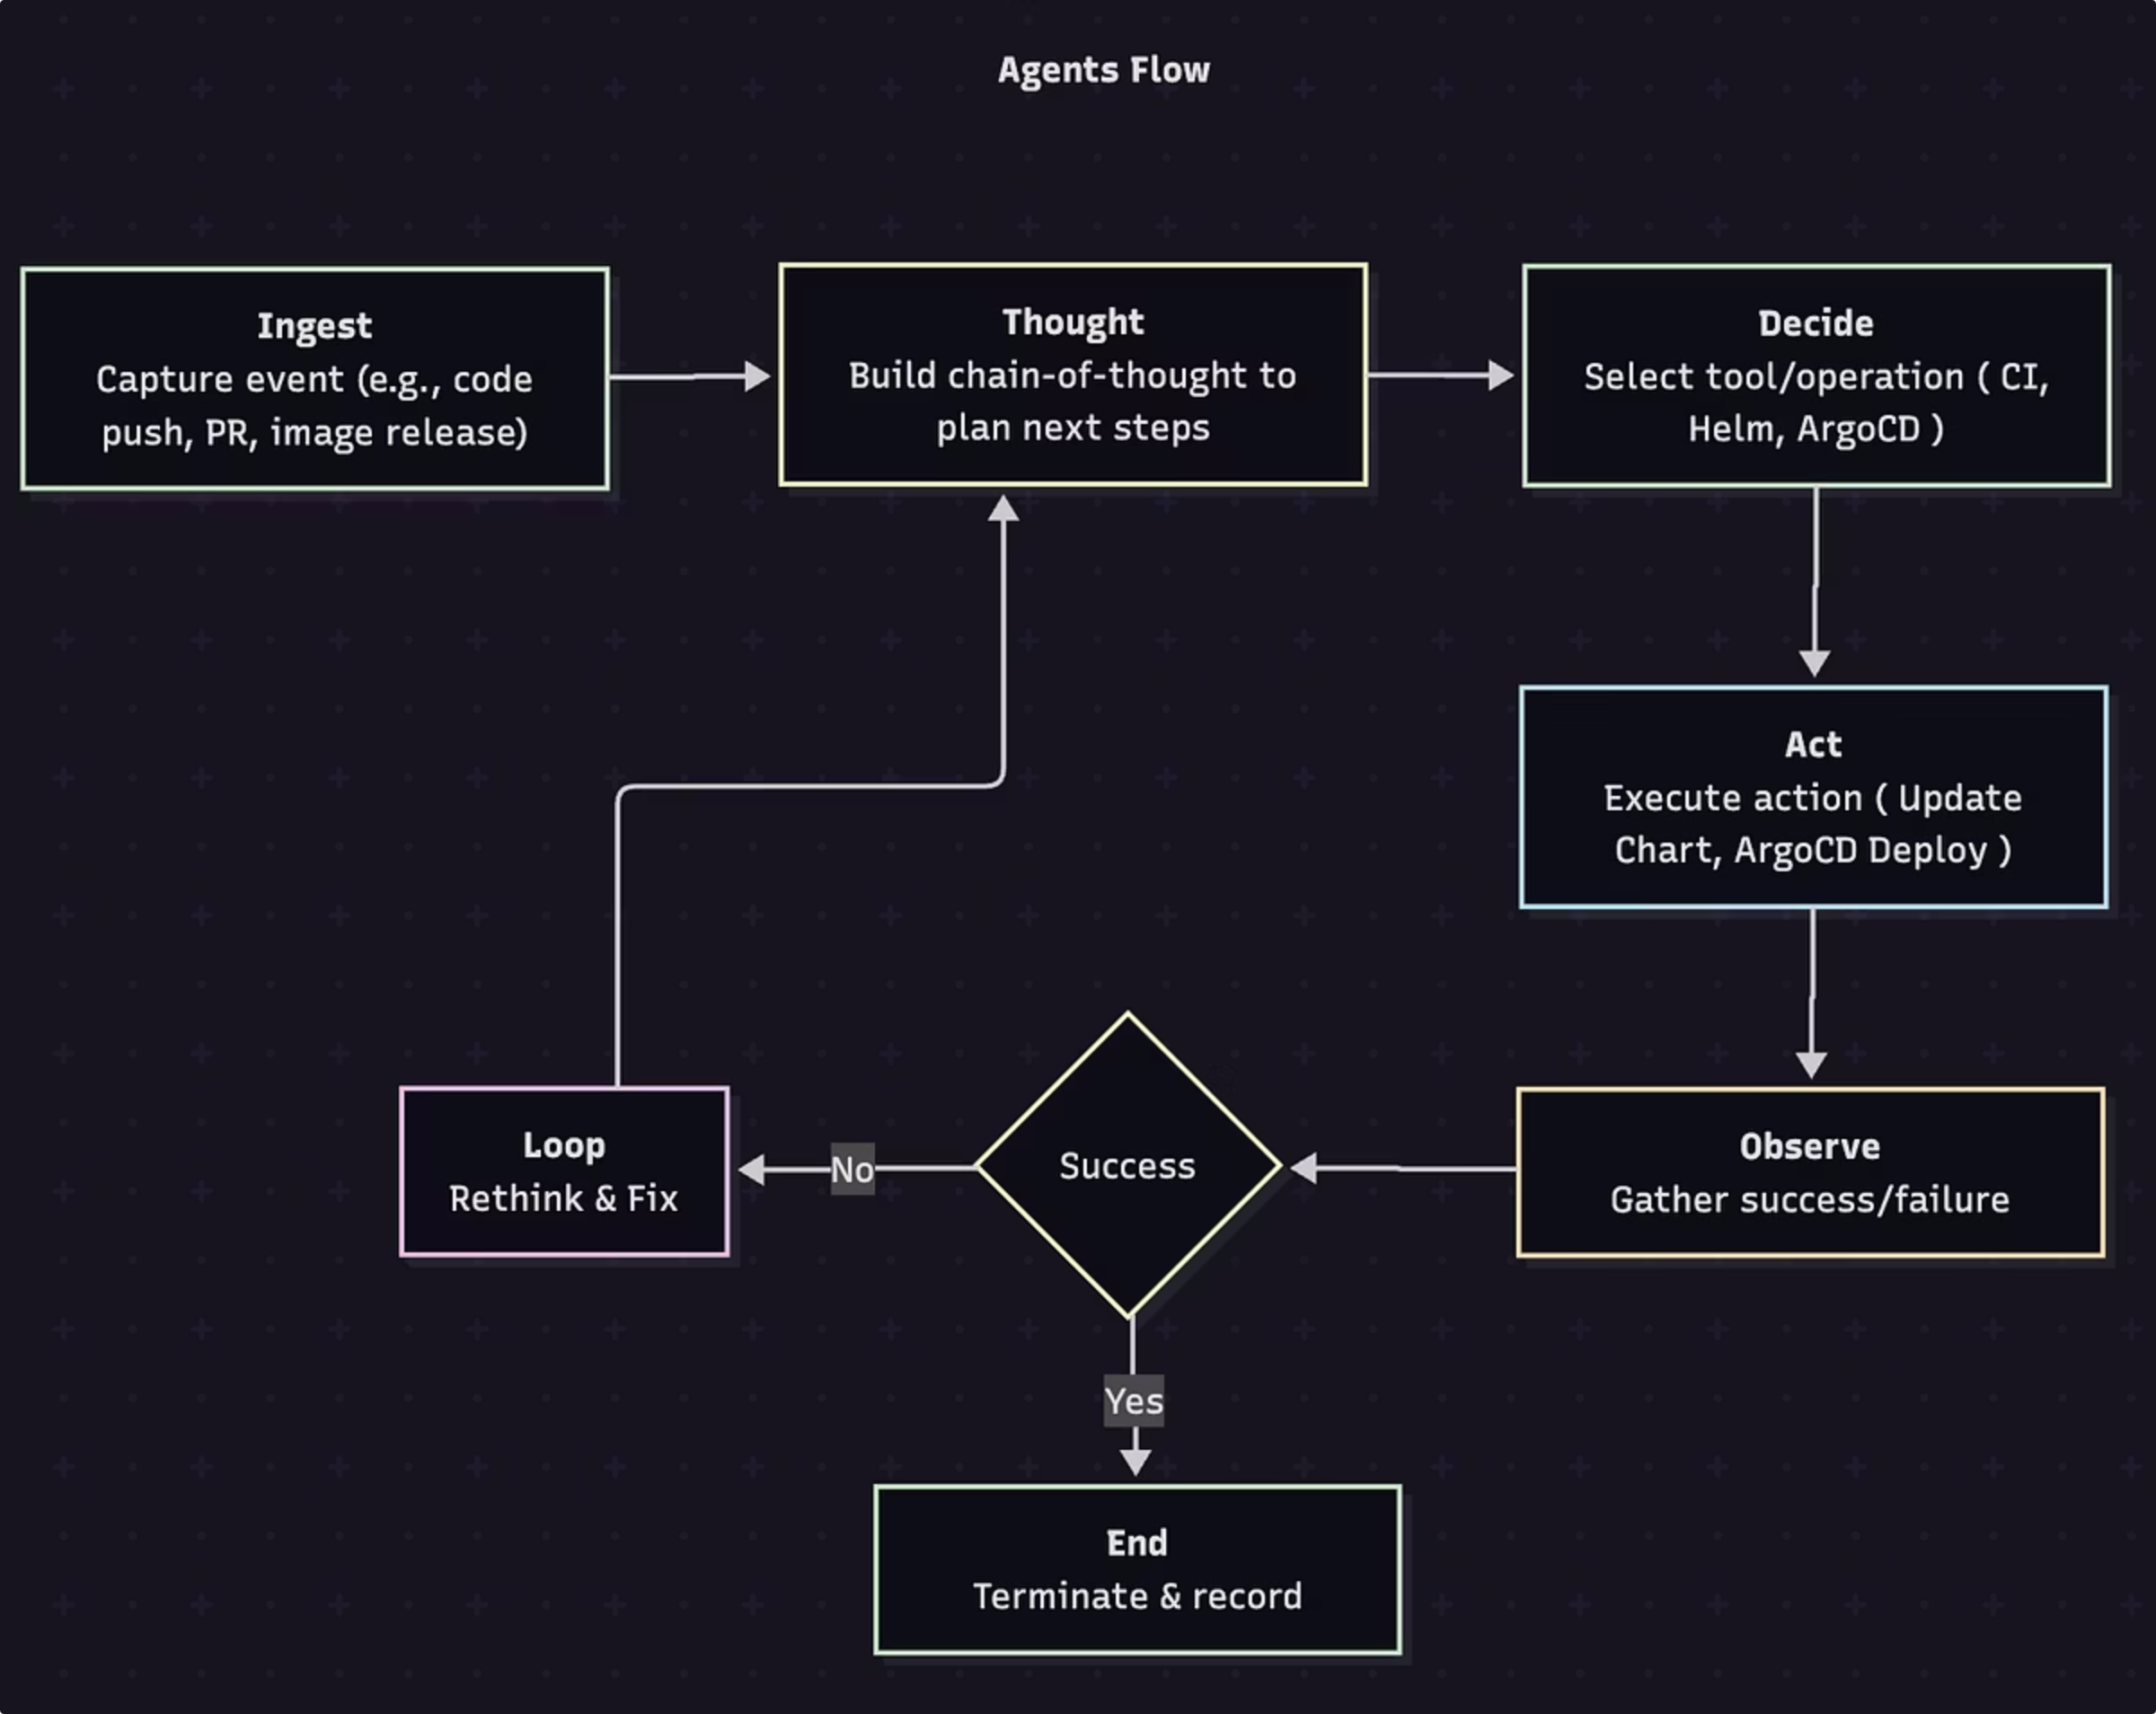 Agents Flow
Ingest
Capture event (e.g., code
push, PR, image release)
Thought
Build chain-of-thought to
plan next steps
Decide
Select tool/operation ( CI,
Helm, ArgoCD )
Act
Execute action ( Update
Chart, ArgoCD Deploy )
Observe
Gather success/failure
Success
No
Loop
Rethink & Fix
Yes
End
Terminate & record